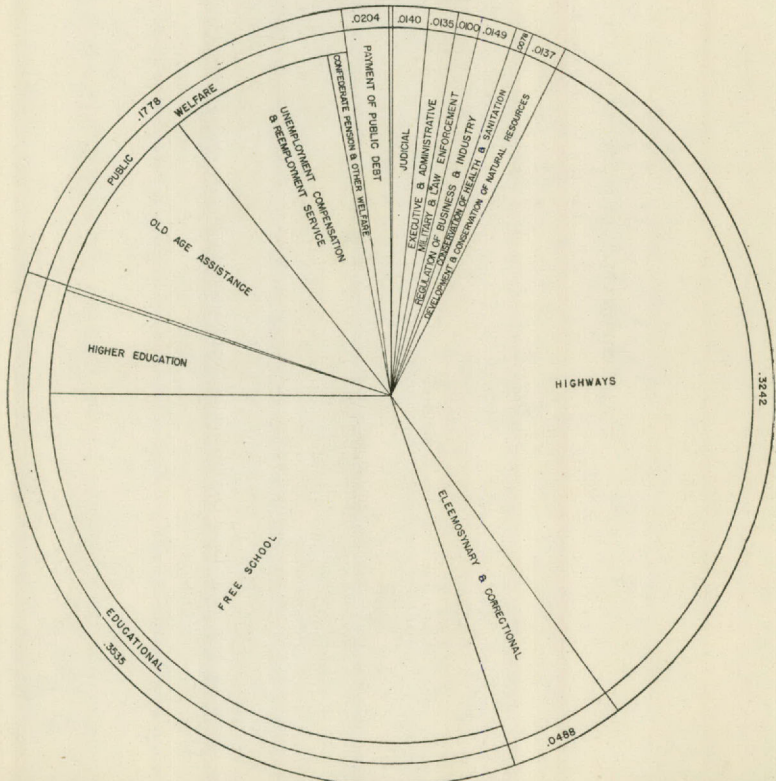 .0204
.0140
.0135
.0100
.0149
.0078
.0137
PAYMENT OF PUBLIC DEBT
JUDICIAL
EXECUTIVE & ADMINISTRATIVE
MILITARY & LAW ENFORCEMENT
REGULATION OF BUSINESS & INDUSTRY
CONSERVATION OF HEALTH & SANITATION
DEVELOPMENT & CONSERVATION OF NATURAL RESOURCES
HIGHWAYS
.3242
ELEEMOSYNARY & CORRECTIONAL
.0488
FREE SCHOOL
EDUCATIONAL
.3535
HIGHER EDUCATION
OLD AGE ASSISTANCE
PUBLIC WELFARE
.1778
UNEMPLOYMENT COMPENSATION
& REEMPLOYMENT SERVICE
CONFEDERATE PENSION & OTHER WELFARE